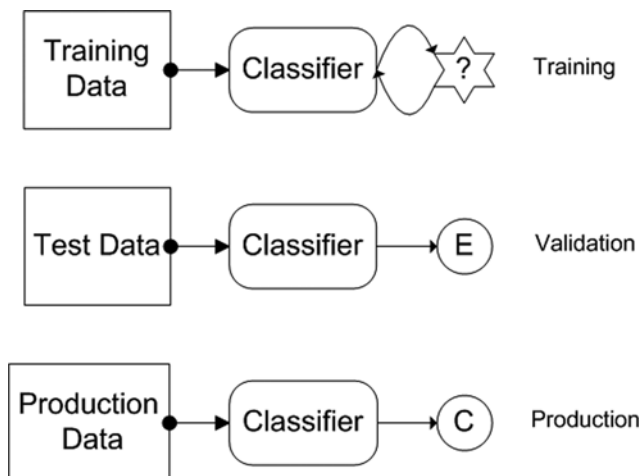 Training
Data
Classifier
?
Training
Test Data
Classifier
E
Validation
Production
Data
Classifier
C
Production